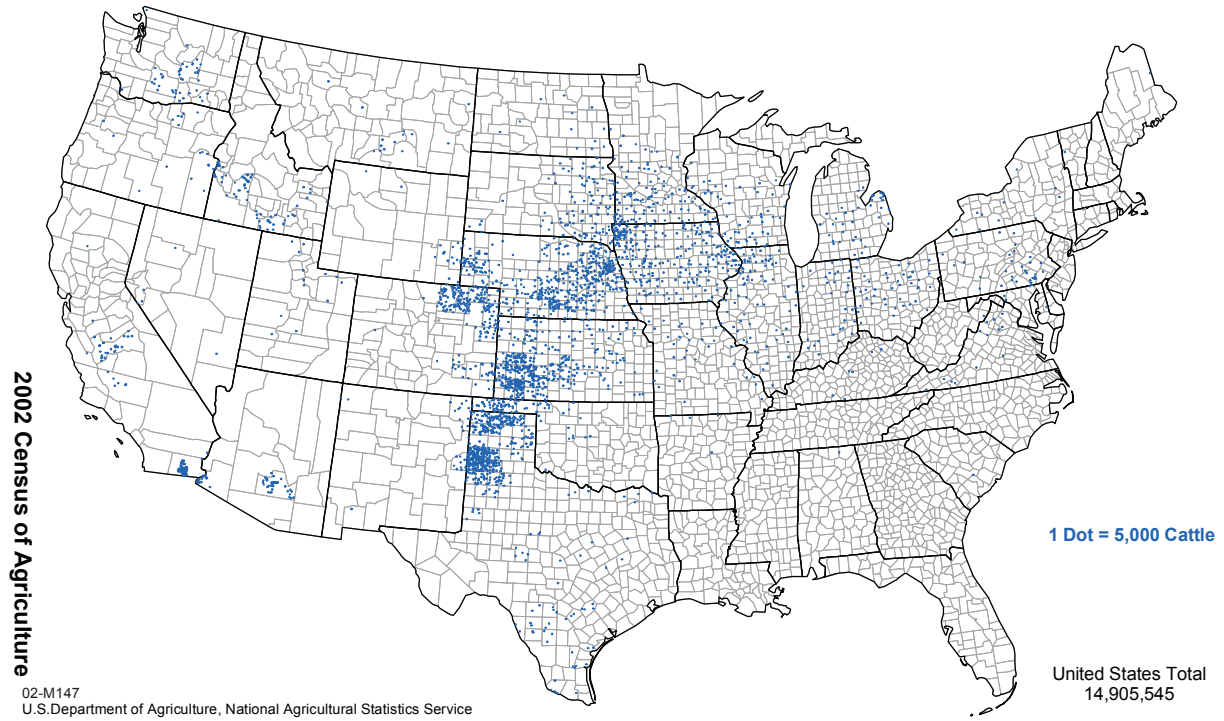 2002 Census of Agriculture
1 Dot = 5,000 Cattle
United States Total
14,905,545
02-M147
U.S.Department of Agriculture, National Agricultural Statistics Service